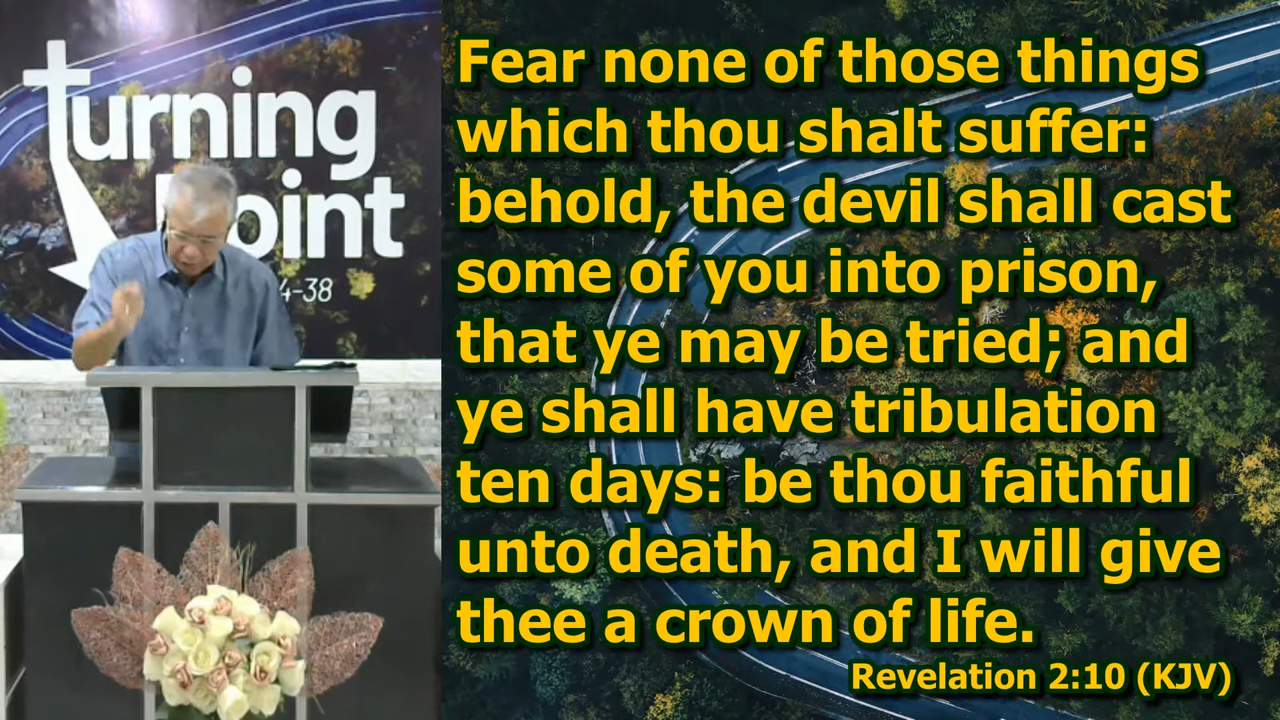 turning
Point
4-38
Fear none of those things
which thou shalt suffer:
behold, the devil shall cast
some of you into prison,
that ye may be tried; and
ye shall have tribulation
ten days: be thou faithful
unto death, and I will give
thee a crown of life.
Revelation 2:10 (KJV)